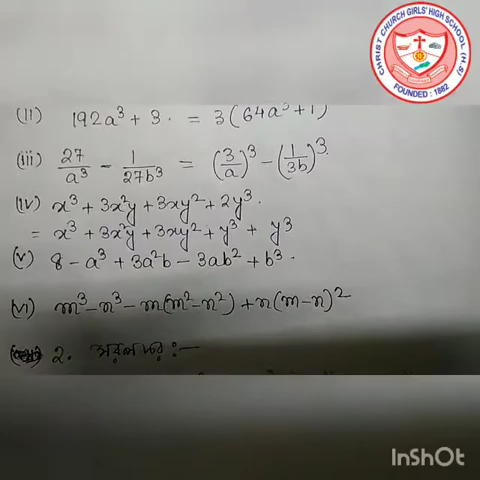 CHRIST CHURCH GIRLS' HIGH SCHOOL (H.S)
FOUNDED : 1882
(ii) 192a³ + 3. = 3(64a³ + 1)
(iii) 27/a³ - 1/27b³ = (3/a)³ - (1/3b)³
(iv) x³ + 3x²y + 3xy² + 2y³.
= x³ + 3x²y + 3xy² + y³ + y³
(v) 8 - a³ + 3a²b - 3ab² + b³.
(vi) m³ - n³ - m(m² - n²) + n(m - n)²
2. সরল কর :-
InShOt